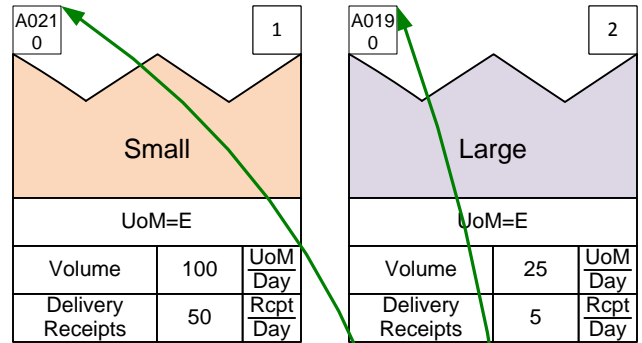 A021
0
1
Small
UoM=E
Volume 100 UoM
Day
Delivery
Receipts 50 Rcpt
Day
A019
0
2
Large
UoM=E
Volume 25 UoM
Day
Delivery
Receipts 5 Rcpt
Day